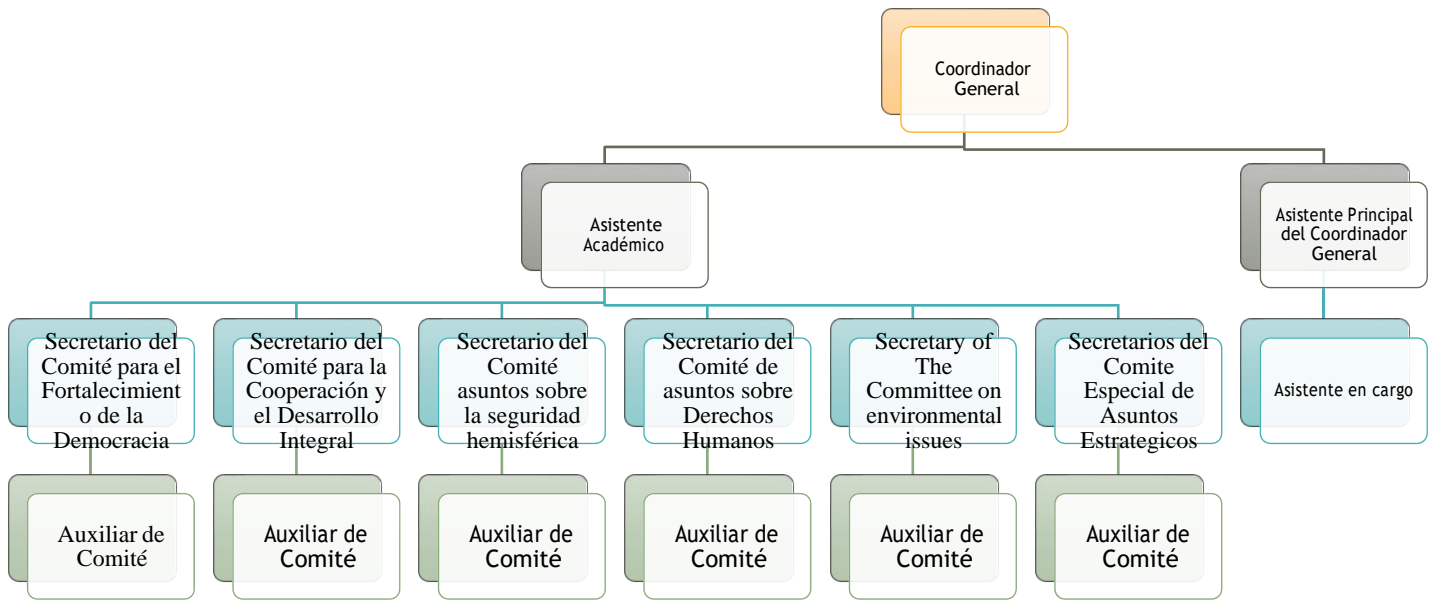 Coordinador
General
Asistente
Académico
Asistente Principal
del Coordinador
General
Secretario del
Comité para el
Fortalecimient
o de la
Democracia
Secretario del
Comité para la
Cooperación y
el Desarrollo
Integral
Secretario del
Comité
asuntos sobre
la seguridad
hemisférica
Secretario del
Comité de
asuntos sobre
Derechos
Humanos
Secretary of
The
Committee on
environmental
issues
Secretarios del
Comite
Especial de
Asuntos
Estrategicos
Asistente en cargo
Auxiliar de
Comité
Auxiliar de
Comité
Auxiliar de
Comité
Auxiliar de
Comité
Auxiliar de
Comité
Auxiliar de
Comité